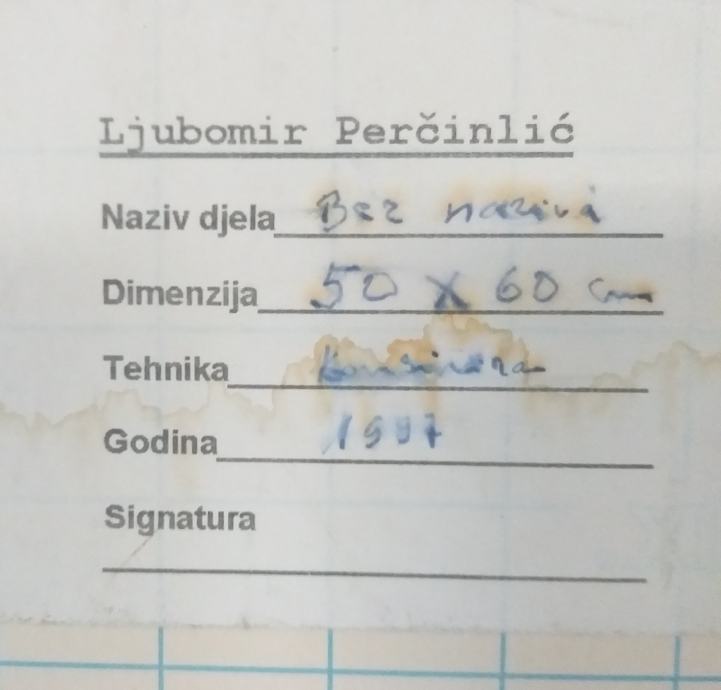 Ljubomir Perčinlić
Naziv djela Bez naziva
Dimenzija 50 x 60 cm
Tehnika
Godina 1997
Signatura